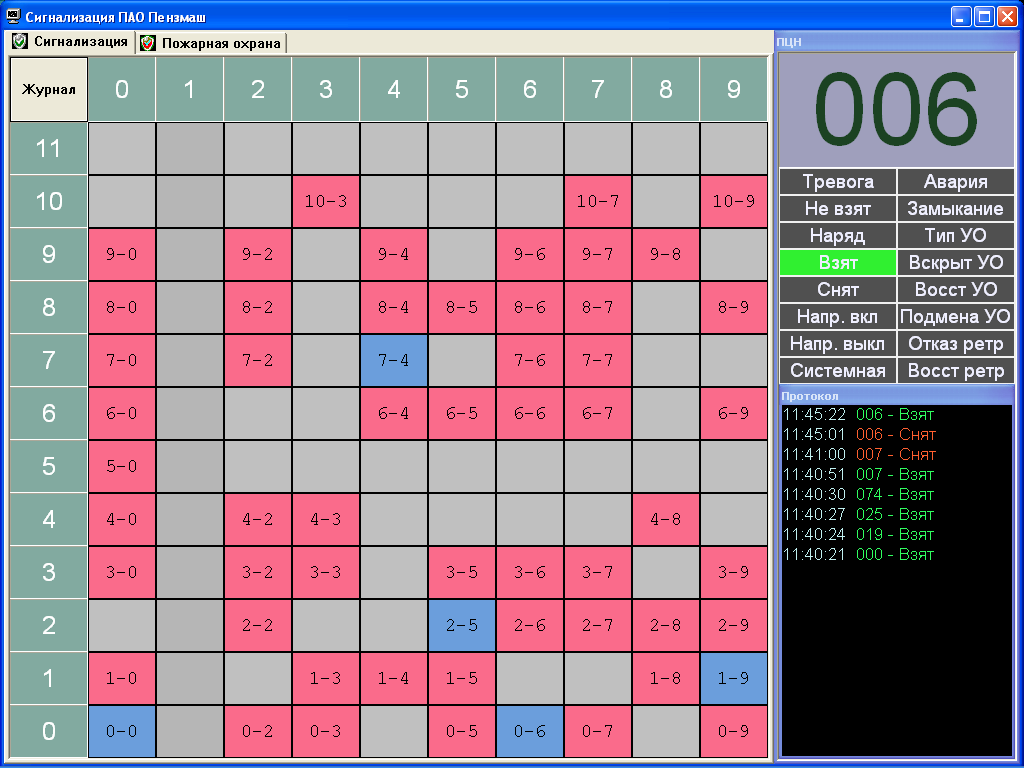 Сигнализация ПАО Пензмаш
Сигнализация Пожарная охрана
Журнал 0 1 2 3 4 5 6 7 8 9
11
10 10-3 10-7 10-9
9 9-0 9-2 9-4 9-6 9-7 9-8
8 8-0 8-2 8-4 8-5 8-6 8-7 8-9
7 7-0 7-2 7-4 7-6 7-7
6 6-0 6-4 6-5 6-6 6-7 6-9
5 5-0
4 4-0 4-2 4-3 4-8
3 3-0 3-2 3-3 3-5 3-6 3-7 3-9
2 2-2 2-5 2-6 2-7 2-8 2-9
1 1-0 1-3 1-4 1-5 1-8 1-9
0 0-0 0-2 0-3 0-5 0-6 0-7 0-9
ПЦН
006
Тревога Авария
Не взят Замыкание
Наряд Тип УО
Взят Вскрыт УО
Снят Восст УО
Напр. вкл Подмена УО
Напр. выкл Отказ ретр
Системная Восст ретр
Протокол
11:45:22 006 - Взят
11:45:01 006 - Снят
11:41:00 007 - Снят
11:40:51 007 - Взят
11:40:30 074 - Взят
11:40:27 025 - Взят
11:40:24 019 - Взят
11:40:21 000 - Взят